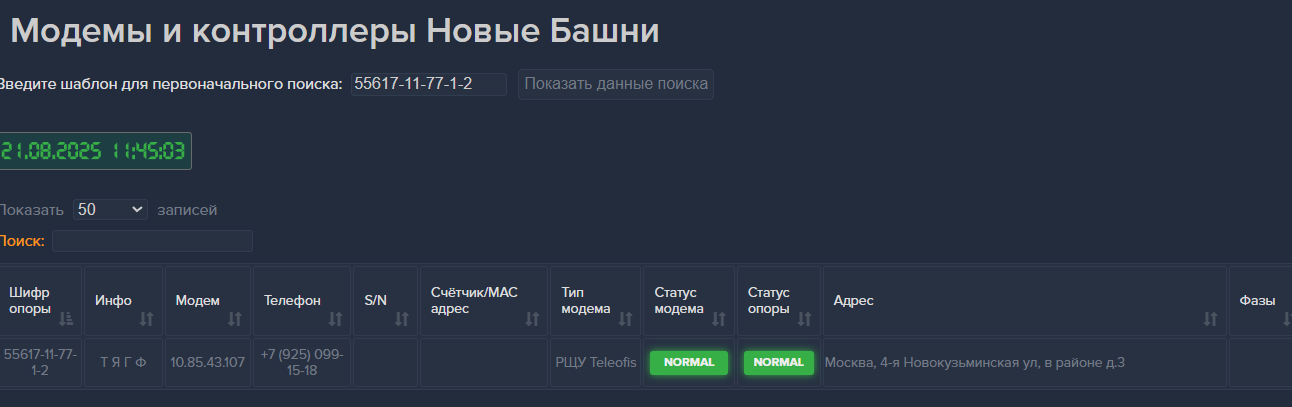 Модемы и контроллеры Новые Башни
Введите шаблон для первоначального поиска: 55617-11-77-1-2 Показать данные поиска
21.08.2025 11:45:03
Показать 50 записей
Поиск:
Шифр опоры Инфо Модем Телефон S/N Счётчик/MAC адрес Тип модема Статус модема Статус опоры Адрес Фазы
55617-11-77-1-2 Т Я Г Ф 10.85.43.107 +7 (925) 099-15-18 РЩУ Teleofis NORMAL NORMAL Москва, 4-я Новокузьминская ул, в районе д.3